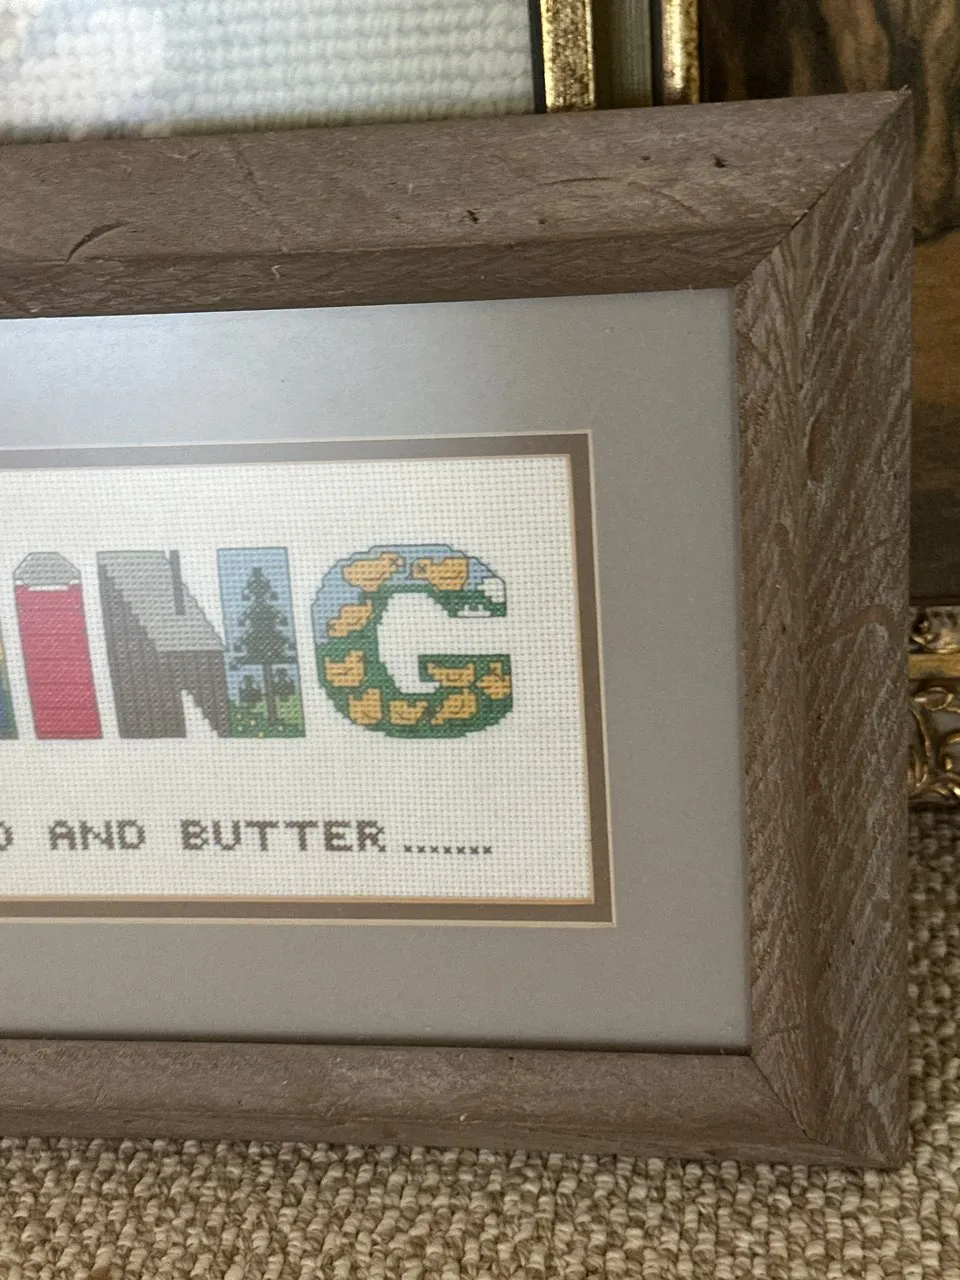 ING
AND BUTTER.......